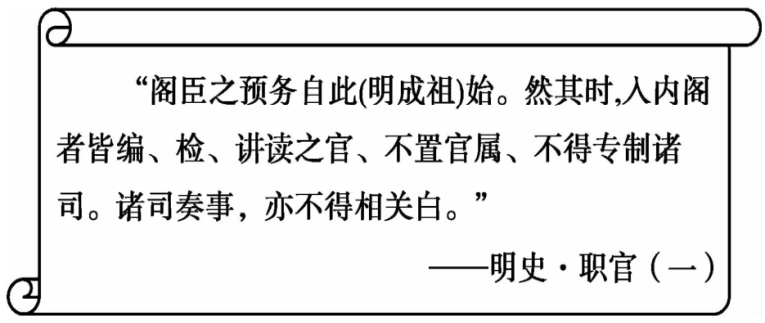 “阁臣之预务自此(明成祖)始。然其时,入内阁
者皆编、检、讲读之官、不置官属、不得专制诸
司。诸司奏事，亦不得相关白。”
——明史·职官（一）